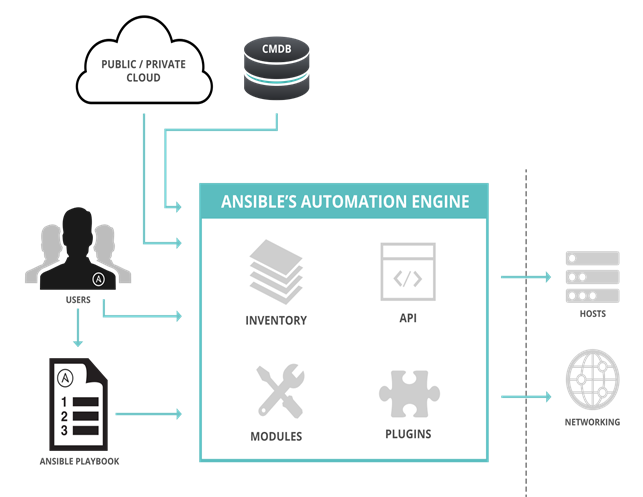 PUBLIC / PRIVATE
CLOUD
CMDB
ANSIBLE'S AUTOMATION ENGINE
A
USERS
INVENTORY
</>
API
HOSTS
A
1
2
3
ANSIBLE PLAYBOOK
MODULES
PLUGINS
NETWORKING